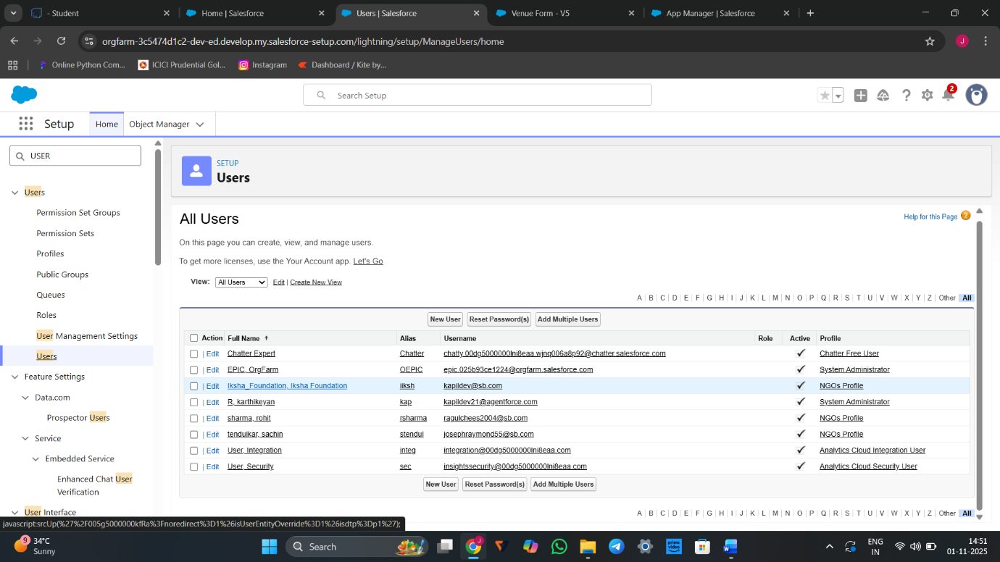 - Student
Home | Salesforce
Users | Salesforce
Venue Form - V5
App Manager | Salesforce
orgfarm-3c5474d1c2-dev-ed.develop.my.salesforce-setup.com/lightning/setup/ManageUsers/home
J
Online Python Com...
ICICI Prudential Gol...
Instagram
Dashboard / Kite by...
Search Setup
2
Setup
Home
Object Manager
USER
Users
Permission Set Groups
Permission Sets
Profiles
Public Groups
Queues
Roles
User Management Settings
Users
Feature Settings
Data.com
Prospector Users
Service
Embedded Service
Enhanced Chat User
Verification
User Interface
SETUP
Users
All Users
Help for this Page ?
On this page you can create, view, and manage users.
To get more licenses, use the Your Account app. Let's Go
View: All Users Edit | Create New View
A | B | C | D | E | F | G | H | I | J | K | L | M | N | O | P | Q | R | S | T | U | V | W | X | Y | Z | Other | All
New User Reset Password(s) Add Multiple Users
Action Full Name ↑ Alias Username Role Active Profile
| Edit Chatter Expert Chatter chatty.00dg5000000lni8eaa.wjnq006a8p92@chatter.salesforce.com Chatter Free User
| Edit EPIC, OrgFarm OEPIC epic.025b93ce1224@orgfarm.salesforce.com System Administrator
| Edit Iksha_Foundation, Iksha Foundation iiksh kapildev@sb.com NGOs Profile
| Edit R, karthikeyan kap kapildev21@agentforce.com System Administrator
| Edit sharma, rohit rsharma ragulchees2004@sb.com NGOs Profile
| Edit tendulkar, sachin stendul josephraymond55@sb.com NGOs Profile
| Edit User, Integration integ integration@00dg5000000lni8eaa.com Analytics Cloud Integration User
| Edit User, Security sec insightssecurity@00dg5000000lni8eaa.com Analytics Cloud Security User
New User Reset Password(s) Add Multiple Users
A | B | C | D | E | F | G | H | I | J | K | L | M | N | O | P | Q | R | S | T | U | V | W | X | Y | Z | Other | All
javascript:srcUp(%27%2F005g5000000kfRa%3Fnoredirect%3D1%26isUserEntityOverride%3D1%26isdtp%3Dp1%27);
9
34°C
Sunny
Search
J
prime video
W
ENG
IN
14:51
01-11-2025